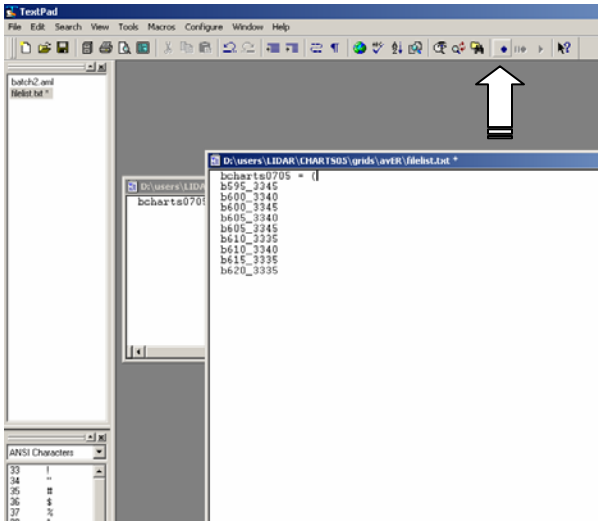 TextPad
File Edit Search View Tools Macros Configure Window Help
batch2.aml
filelist.txt *
D:\users\LIDAR\CHARTS05\grids\avER\filelist.txt *
bcharts0705 = (
b595_3345
b600_3340
b600_3345
b605_3340
b605_3345
b610_3335
b610_3340
b615_3335
b620_3335
D:\users\LIDA
bcharts070
ANSI Characters
33 !
34 "
35 #
36 $
37 %